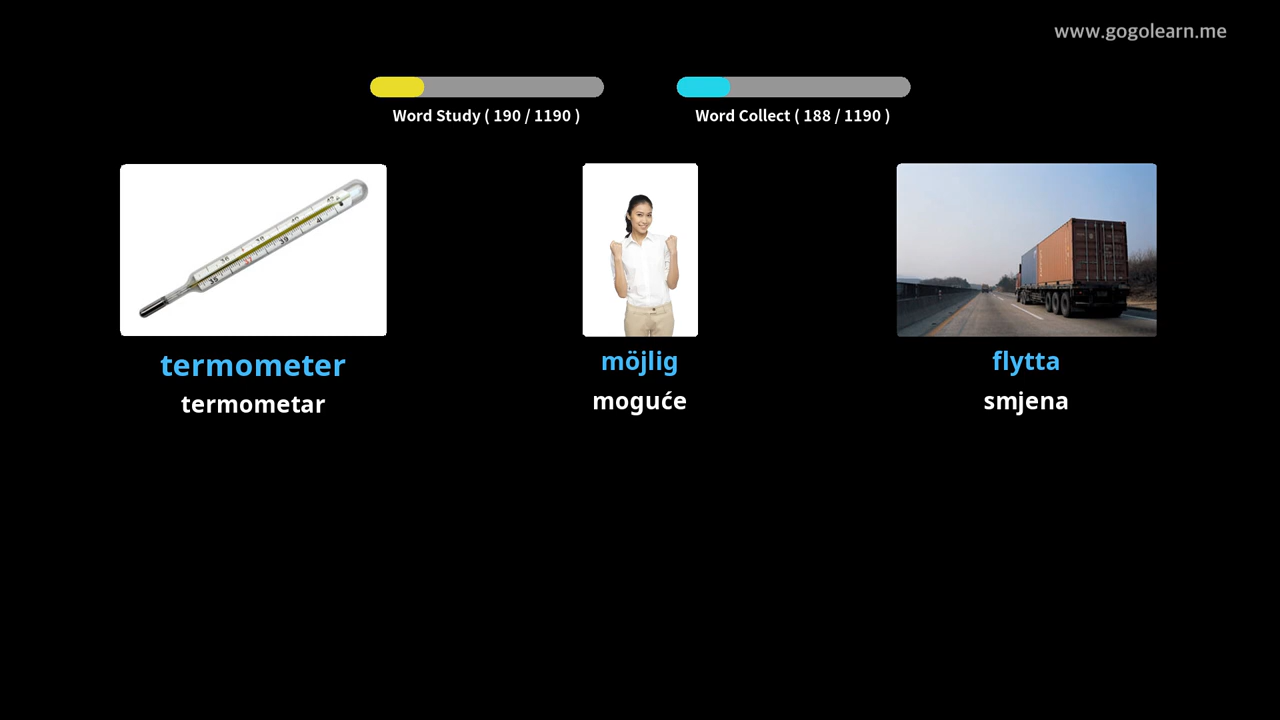 www.gogolearn.me
Word Study ( 190 / 1190 )
Word Collect ( 188 / 1190 )
termometer
termometar
möjlig
moguće
flytta
smjena